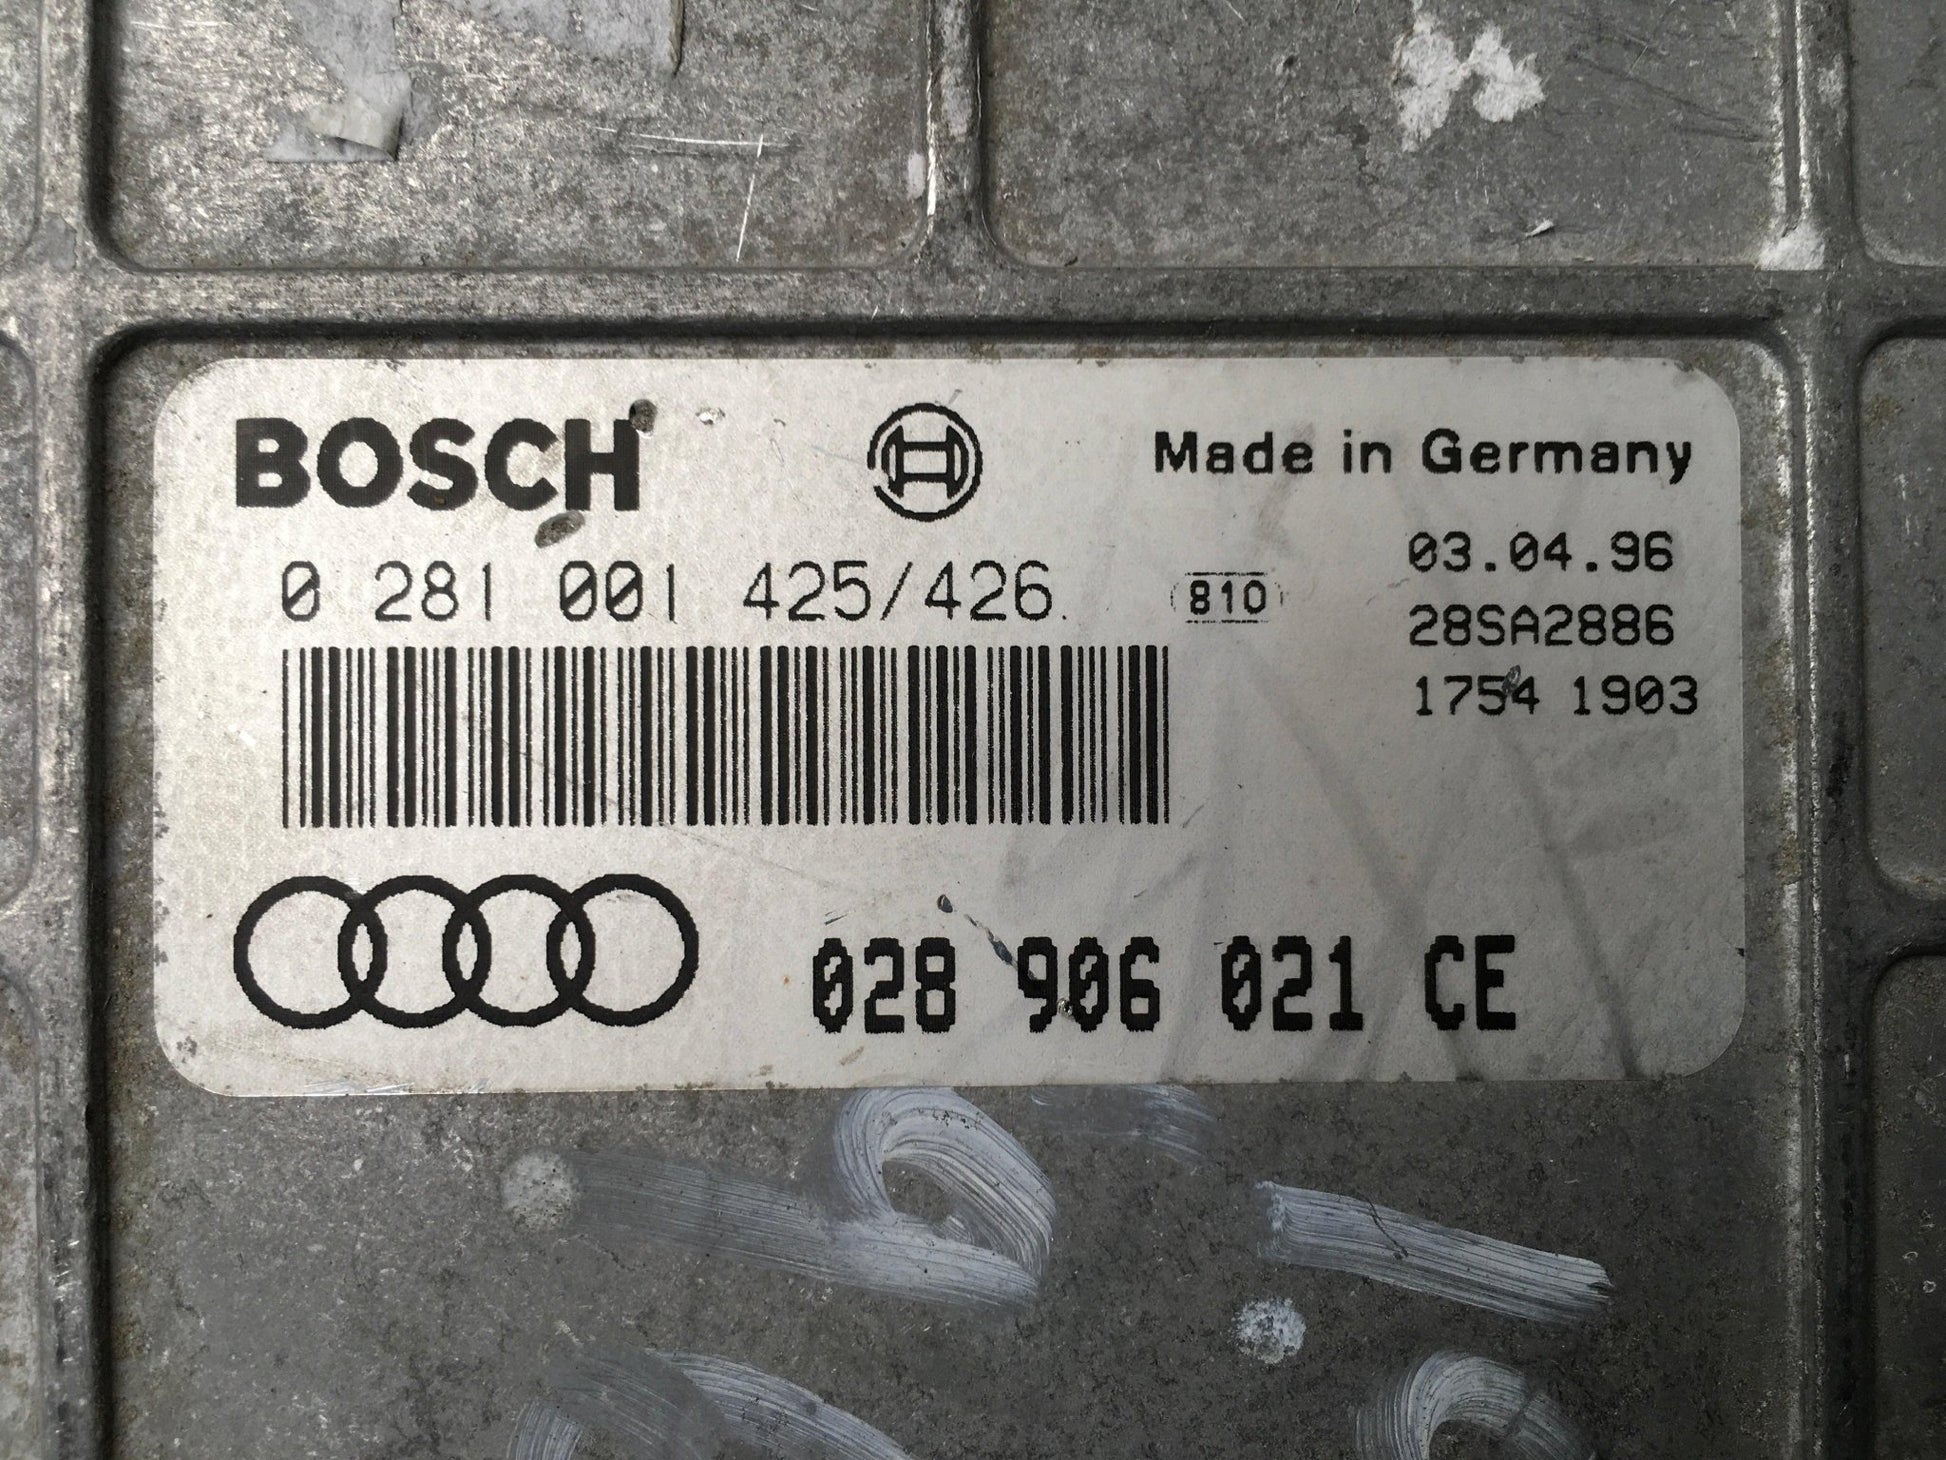 BOSCH
Made in Germany
0 281 001 425/426
810
03.04.96
28SA2886
1754 1903
028 906 021 CE